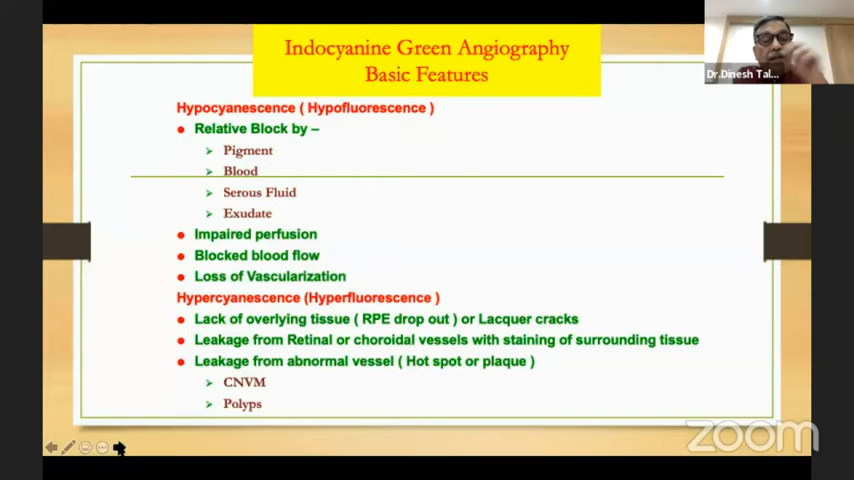 Indocyanine Green Angiography
Basic Features
Dr.Dinesh Tal...
Hypocyanescence ( Hypofluorescence )
Relative Block by –
Pigment
Blood
Serous Fluid
Exudate
Impaired perfusion
Blocked blood flow
Loss of Vascularization
Hypercyanescence (Hyperfluorescence )
Lack of overlying tissue ( RPE drop out ) or Lacquer cracks
Leakage from Retinal or choroidal vessels with staining of surrounding tissue
Leakage from abnormal vessel ( Hot spot or plaque )
CNVM
Polyps
zoom